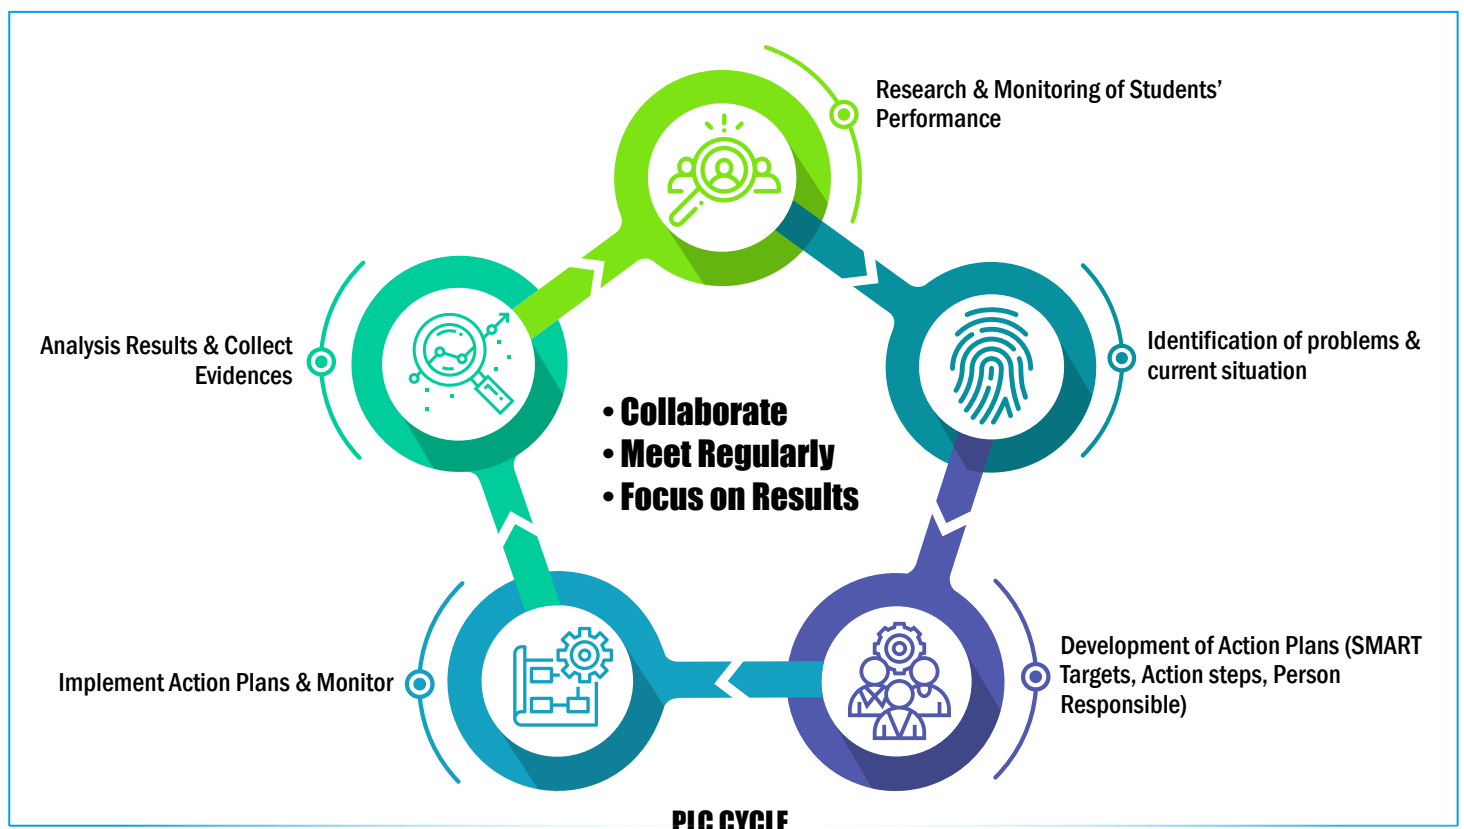 Research & Monitoring of Students’
Performance
Identification of problems &
current situation
Development of Action Plans (SMART
Targets, Action steps, Person
Responsible)
Implement Action Plans & Monitor
Analysis Results & Collect
Evidences
• Collaborate
• Meet Regularly
• Focus on Results
PLC CYCLE